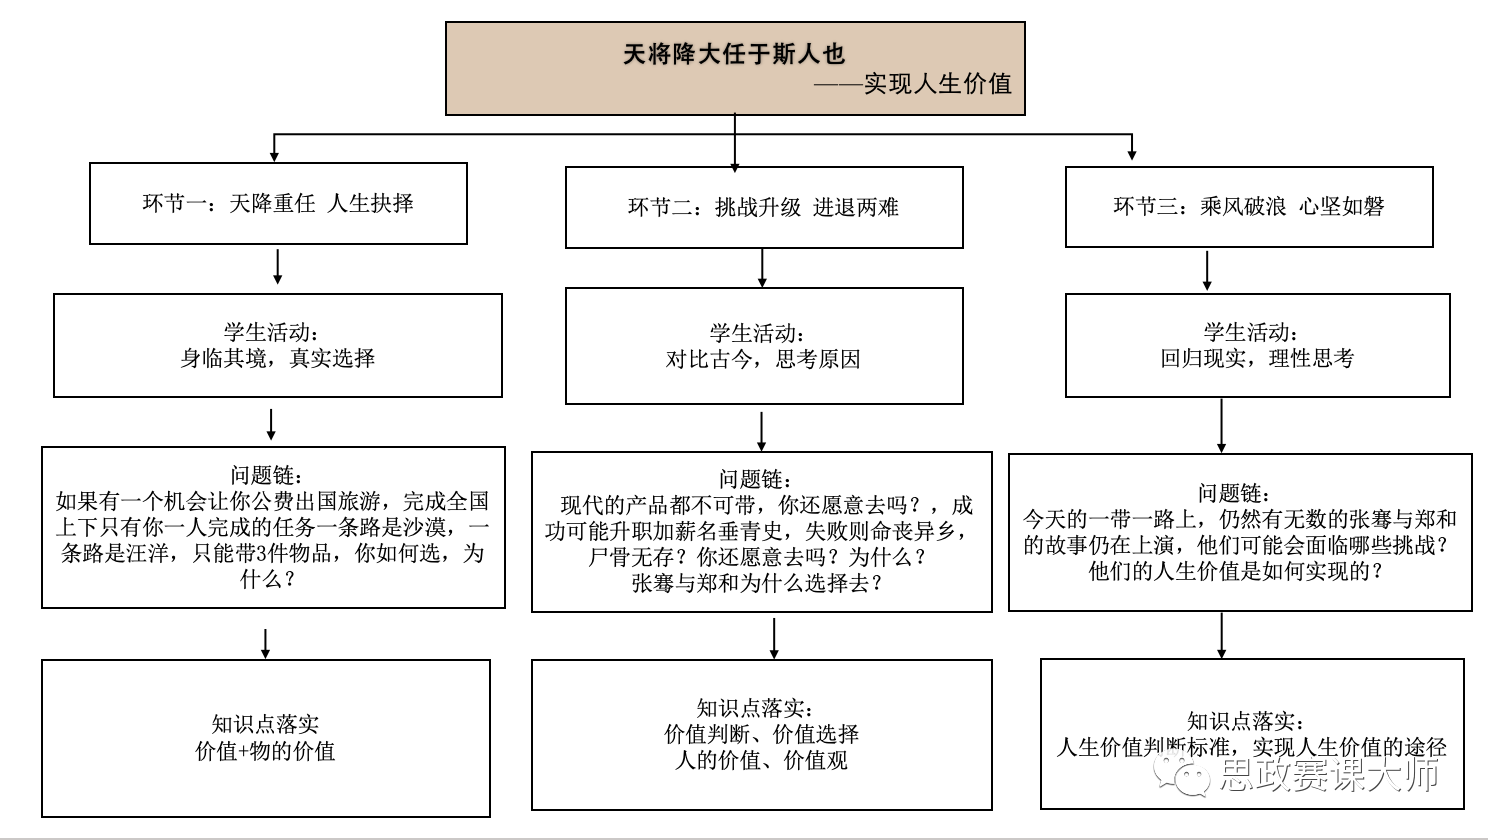 天将降大任于斯人也
——实现人生价值
环节一：天降重任 人生抉择
环节二：挑战升级 进退两难
环节三：乘风破浪 心坚如磐
学生活动：
身临其境，真实选择
学生活动：
对比古今，思考原因
学生活动：
回归现实，理性思考
问题链：
如果有一个机会让你公费出国旅游，完成全国
上下只有你一人完成的任务一条路是沙漠，一
条路是汪洋，只能带3件物品，你如何选，为
什么？
问题链：
现代的产品都不可带，你还愿意去吗？，成
功可能升职加薪名垂青史，失败则命丧异乡，
尸骨无存？你还愿意去吗？为什么？
张骞与郑和为什么选择去？
问题链：
今天的一带一路上，仍然有无数的张骞与郑和
的故事仍在上演，他们可能会面临哪些挑战？
他们的人生价值是如何实现的？
知识点落实
价值+物的价值
知识点落实：
价值判断、价值选择
人的价值、价值观
知识点落实：
人生价值判断标准，实现人生价值的途径
思政赛课大师